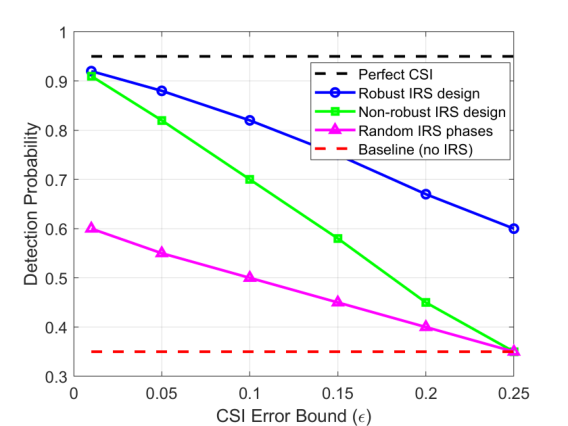 1
0.9
0.8
0.7
0.6
0.5
0.4
0.3
Detection Probability
Perfect CSI
Robust IRS design
Non-robust IRS design
Random IRS phases
Baseline (no IRS)
0 0.05 0.1 0.15 0.2 0.25
CSI Error Bound (ϵ)